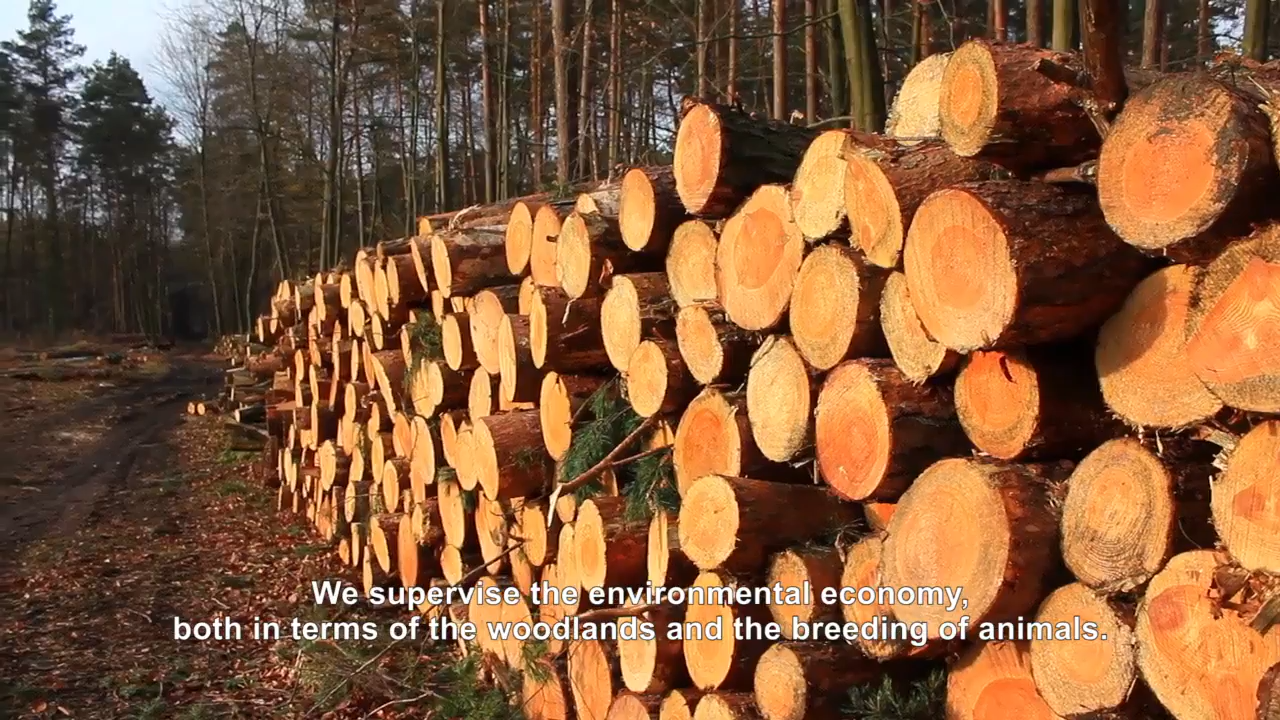 We supervise the environmental economy,
both in terms of the woodlands and the breeding of animals.